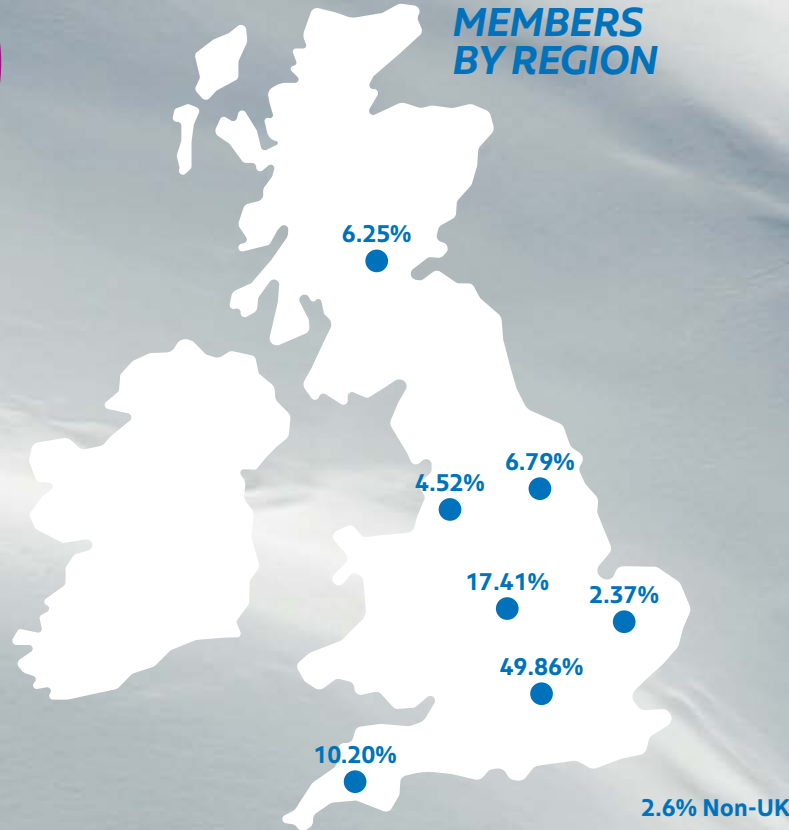 MEMBERS
BY REGION
6.25%
6.79%
4.52%
17.41%
2.37%
49.86%
10.20%
2.6% Non-UK